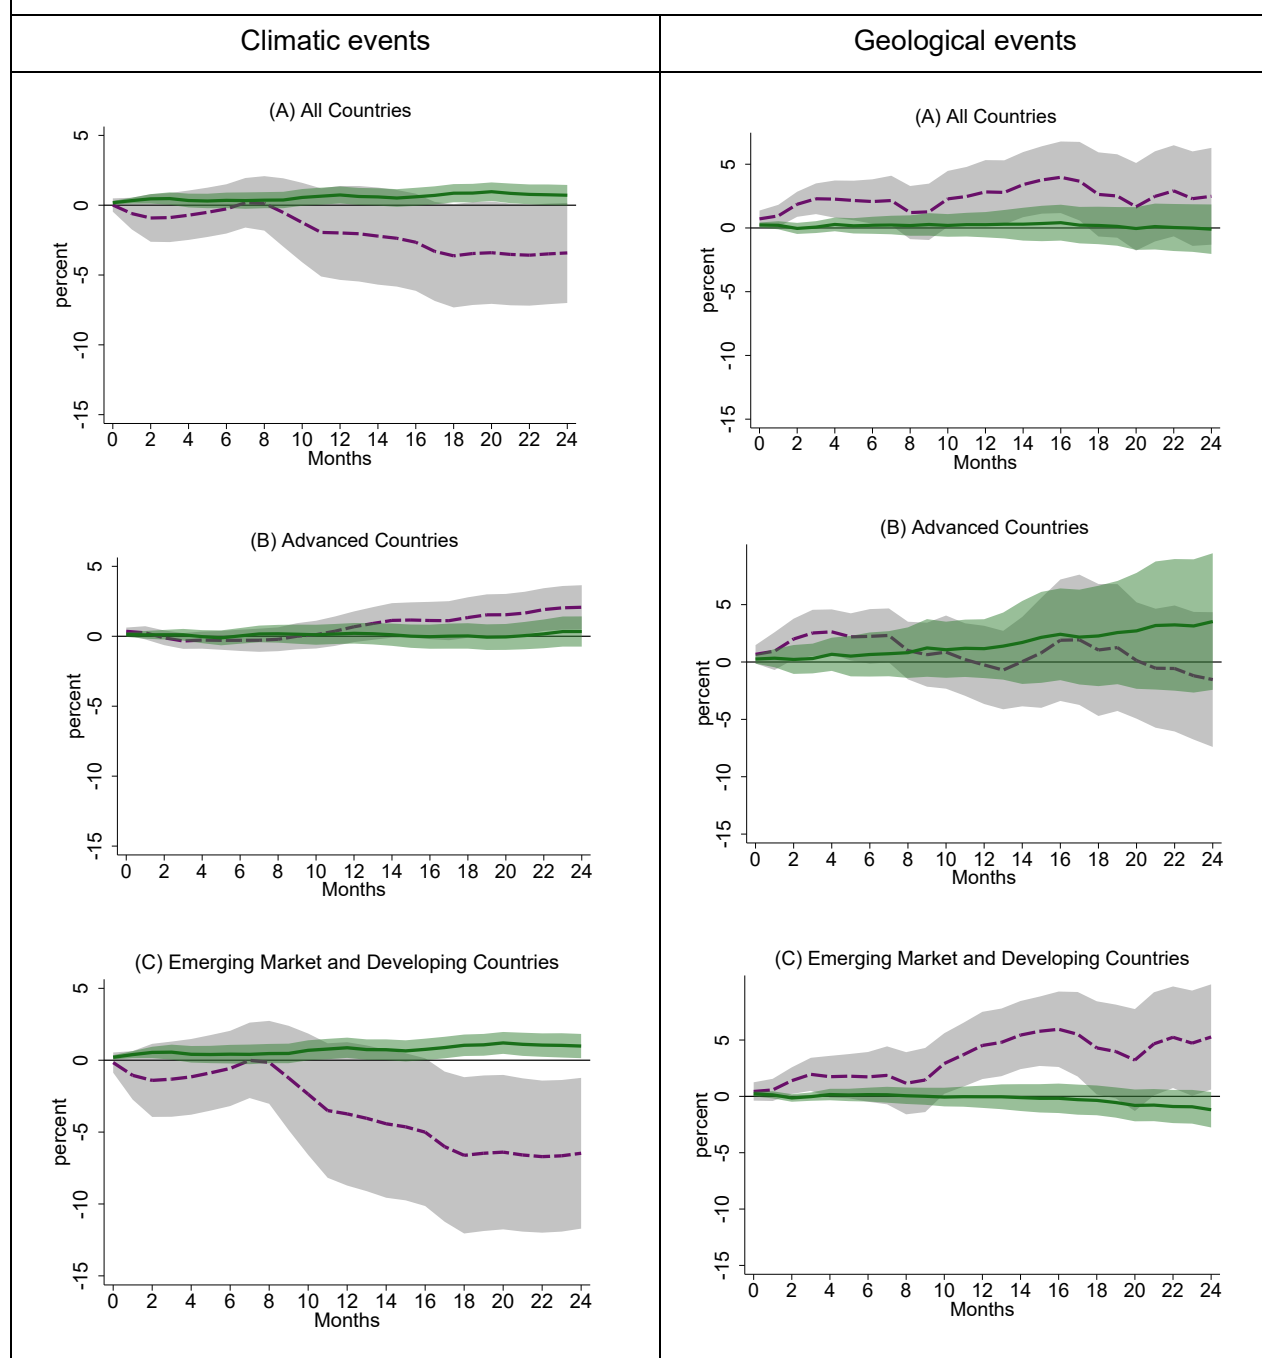 Climatic events
Geological events
(A) All Countries
5
0
-5
-10
-15
percent
0 2 4 6 8 10 12 14 16 18 20 22 24
Months
(B) Advanced Countries
5
0
-5
-10
-15
percent
0 2 4 6 8 10 12 14 16 18 20 22 24
Months
(C) Emerging Market and Developing Countries
5
0
-5
-10
-15
percent
0 2 4 6 8 10 12 14 16 18 20 22 24
Months
(A) All Countries
5
0
-5
-10
-15
percent
0 2 4 6 8 10 12 14 16 18 20 22 24
Months
(B) Advanced Countries
5
0
-5
-10
-15
percent
0 2 4 6 8 10 12 14 16 18 20 22 24
Months
(C) Emerging Market and Developing Countries
5
0
-5
-10
-15
percent
0 2 4 6 8 10 12 14 16 18 20 22 24
Months